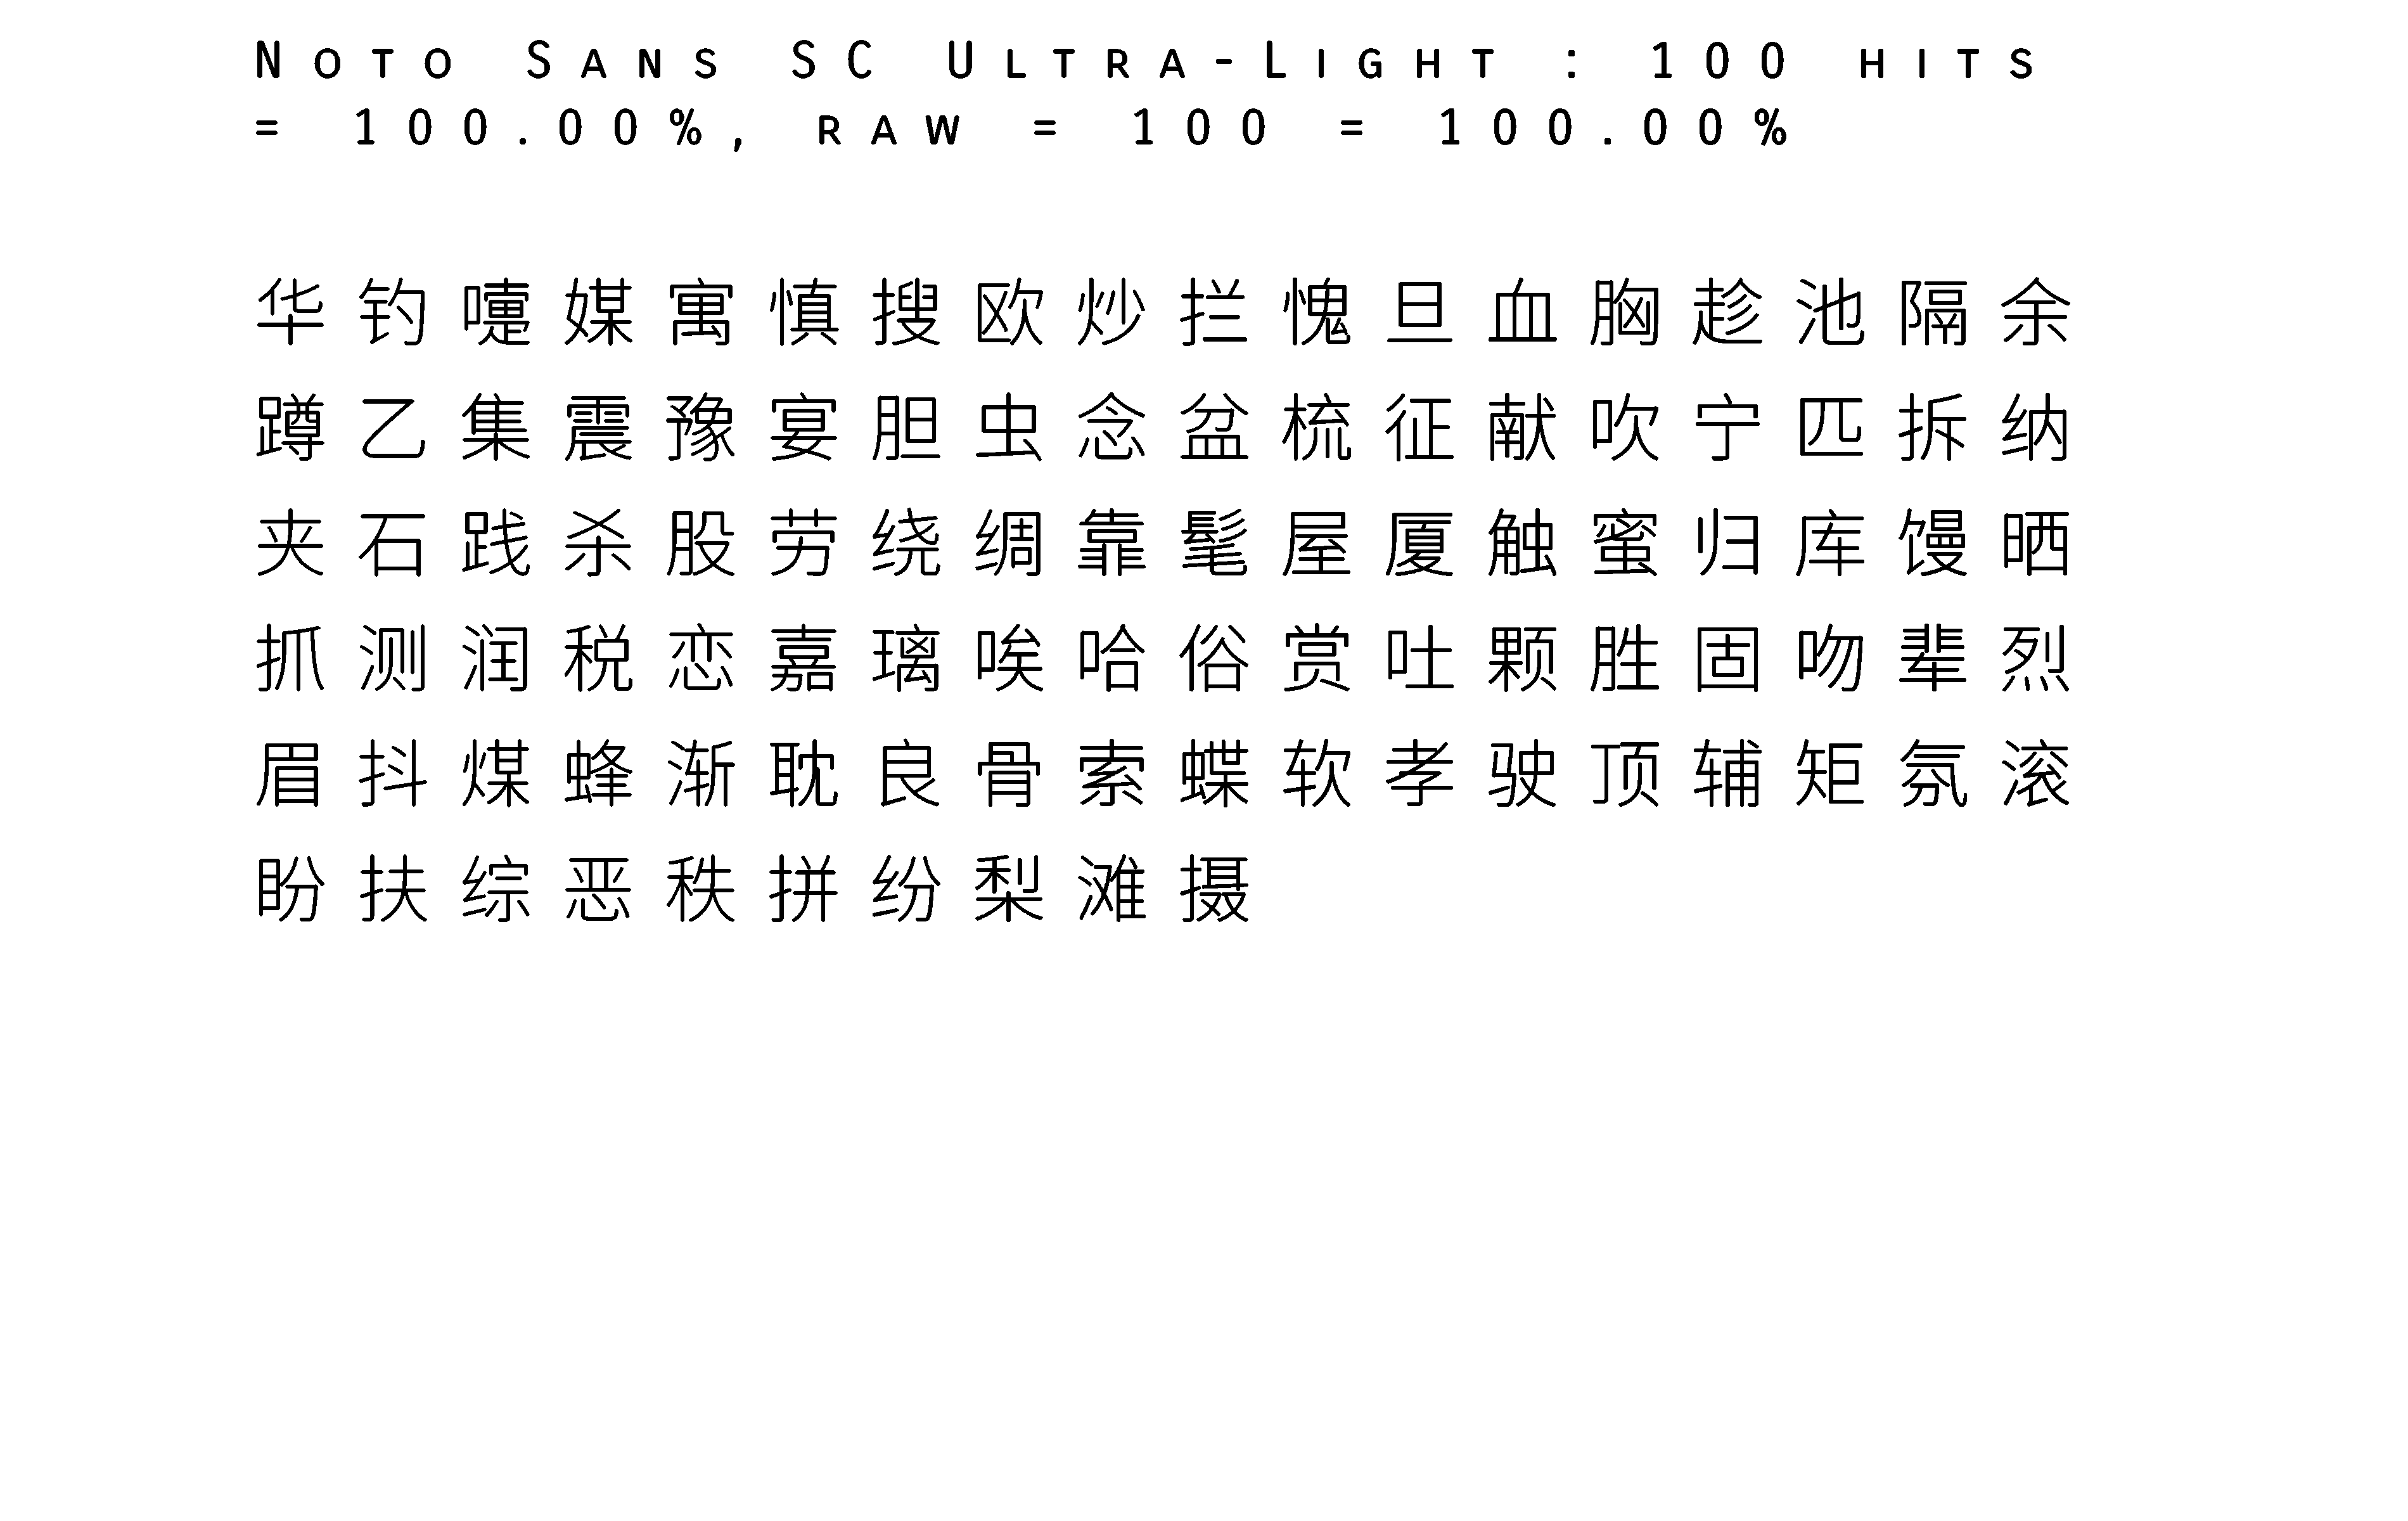 Noto Sans SC Ultra-Light : 100 hits
= 100.00%, raw = 100 = 100.00%
华钓嚏媒寓慎搜欧炒拦愧旦血胸趁池隔余
蹲乙集震豫宴胆虫念盆梳征献吹宁匹拆纳
夹石践杀股劳绕绸靠髦屋厦触蜜归库馒晒
抓测润税恋嘉璃唉哈俗赏吐颗胜固吻辈烈
眉抖煤蜂渐耽良骨索蝶软孝驶顶辅矩氛滚
盼扶综恶秩拼纷梨滩摄